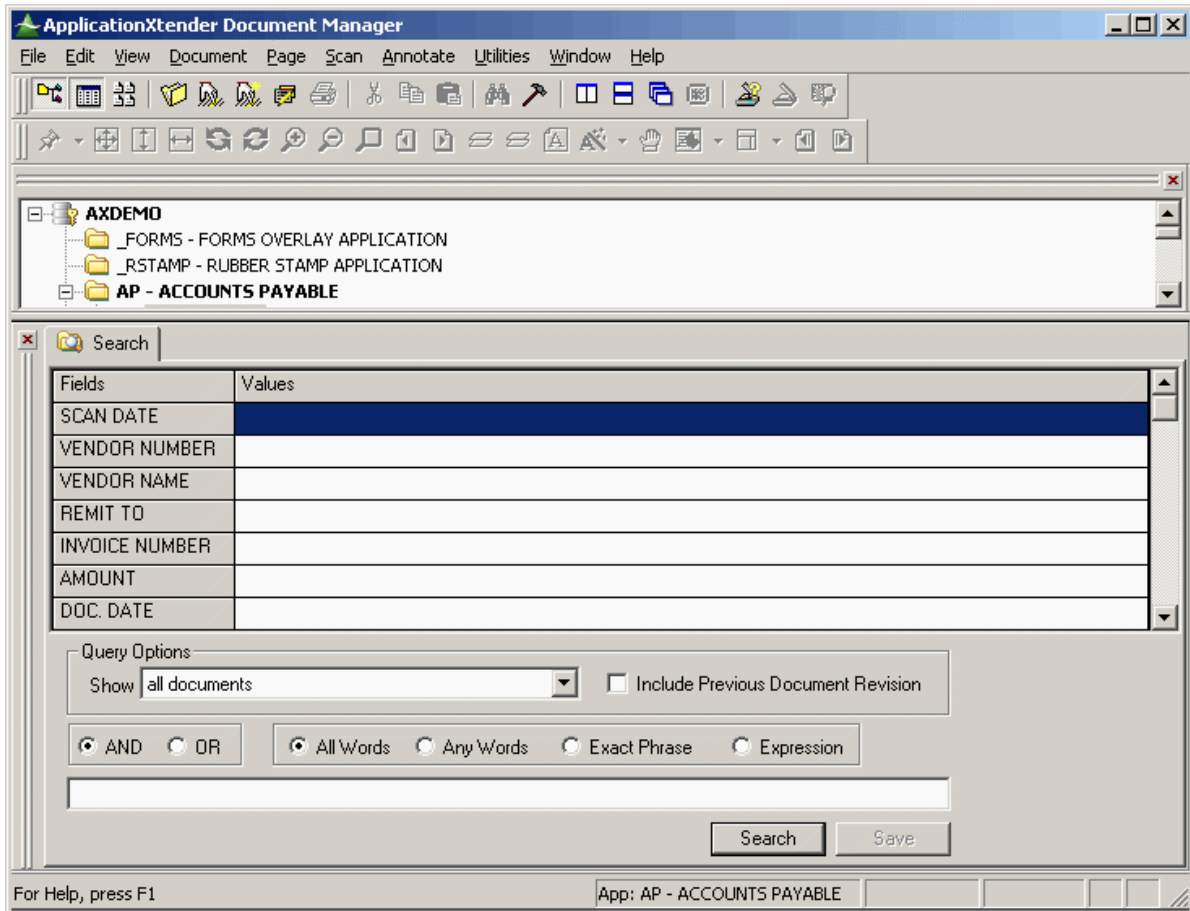 ApplicationXtender Document Manager
File Edit View Document Page Scan Annotate Utilities Window Help
AXDEMO
_FORMS - FORMS OVERLAY APPLICATION
_RSTAMP - RUBBER STAMP APPLICATION
AP - ACCOUNTS PAYABLE
Search
Fields Values
SCAN DATE
VENDOR NUMBER
VENDOR NAME
REMIT TO
INVOICE NUMBER
AMOUNT
DOC. DATE
Query Options
Show all documents Include Previous Document Revision
AND OR All Words Any Words Exact Phrase Expression
Search Save
For Help, press F1 App: AP - ACCOUNTS PAYABLE